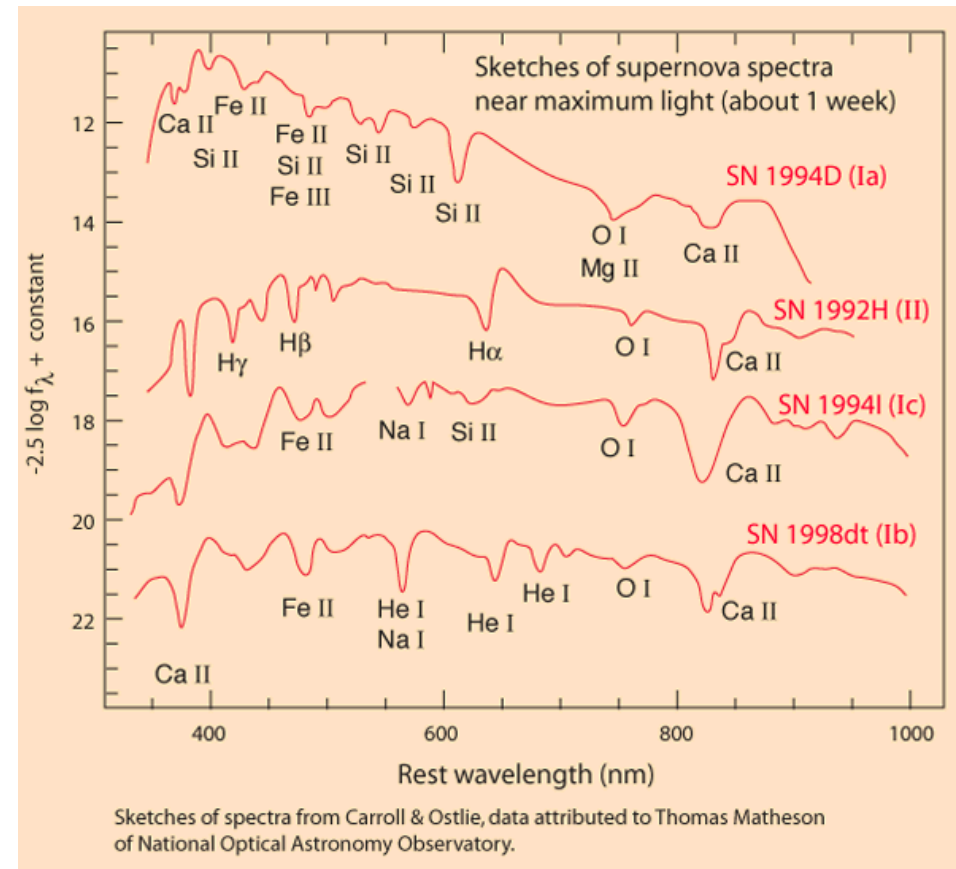 Sketches of supernova spectra
near maximum light (about 1 week)
12
14
16
18
20
22
-2.5 log fλ + constant
Ca II
Fe II
Si II
Fe II
Si II
Fe III
Si II
Si II
Si II
O I
Mg II
Ca II
SN 1994D (Ia)
Hγ
Hβ
Hα
O I
Ca II
SN 1992H (II)
Fe II
Na I
Si II
O I
Ca II
SN 1994I (Ic)
Ca II
Fe II
He I
Na I
He I
He I
O I
Ca II
SN 1998dt (Ib)
400
600
800
1000
Rest wavelength (nm)
Sketches of spectra from Carroll & Ostlie, data attributed to Thomas Matheson
of National Optical Astronomy Observatory.